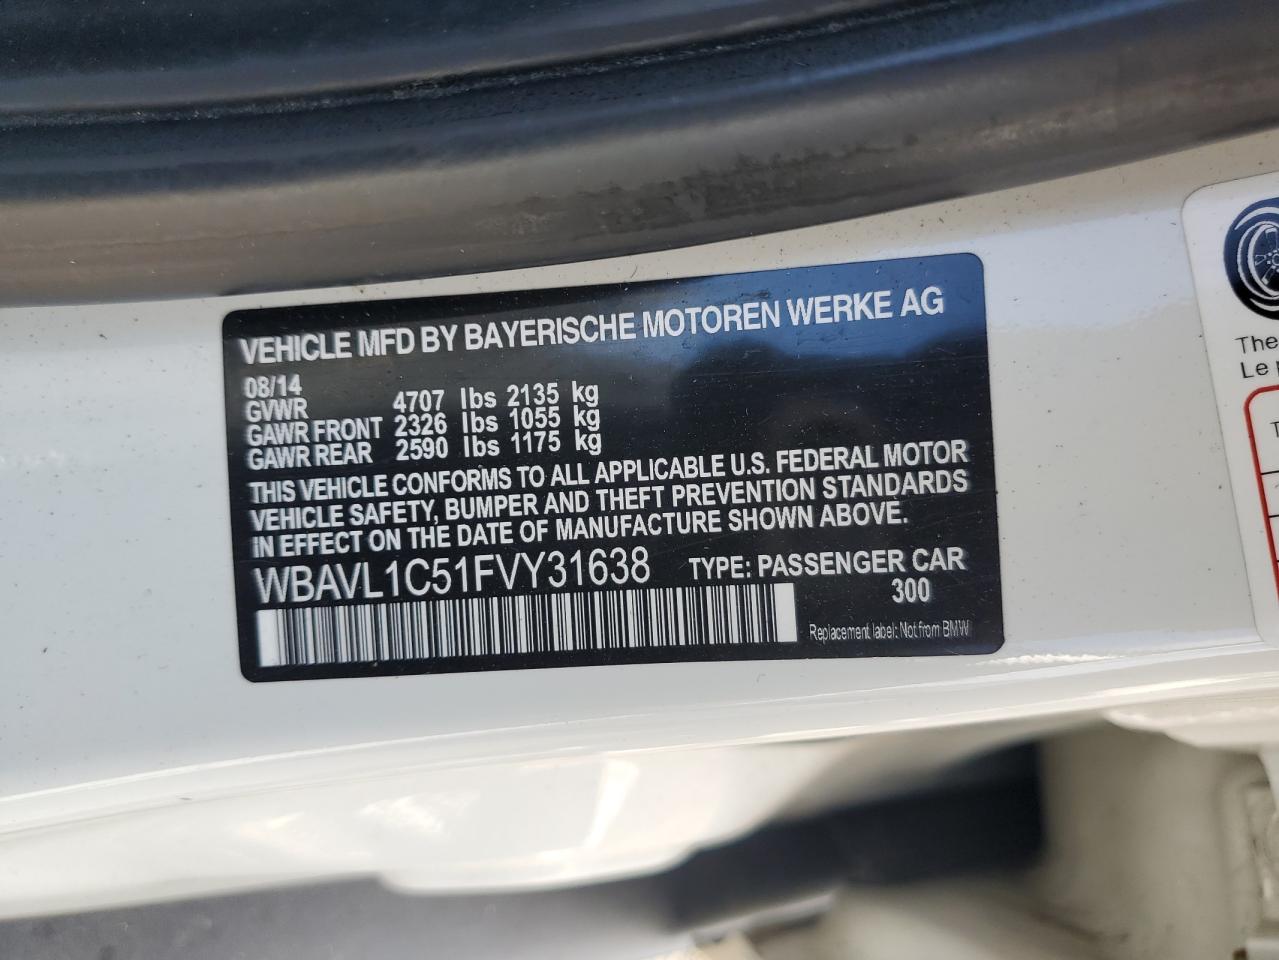 VEHICLE MFD BY BAYERISCHE MOTOREN WERKE AG
08/14
GVWR 4707 lbs 2135 kg
GAWR FRONT 2326 lbs 1055 kg
GAWR REAR 2590 lbs 1175 kg
THIS VEHICLE CONFORMS TO ALL APPLICABLE U.S. FEDERAL MOTOR
VEHICLE SAFETY, BUMPER AND THEFT PREVENTION STANDARDS
IN EFFECT ON THE DATE OF MANUFACTURE SHOWN ABOVE.
WBAVL1C51FVY31638 TYPE: PASSENGER CAR
300
Replacement label: Not from BMW
The
Le